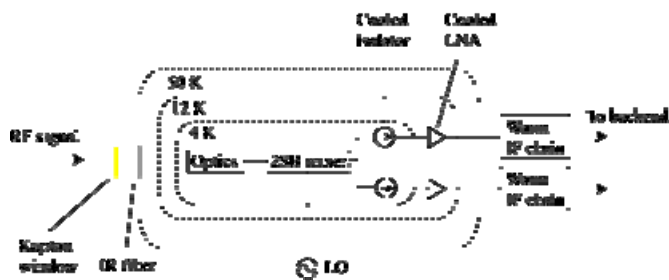 Cooled
isolator
Cooled
LNA
50 K
12 K
4 K
RF signal
Optics
2SB mixer
Warm
IF chain
To backend
Warm
IF chain
Kapton
window
IR filter
LO